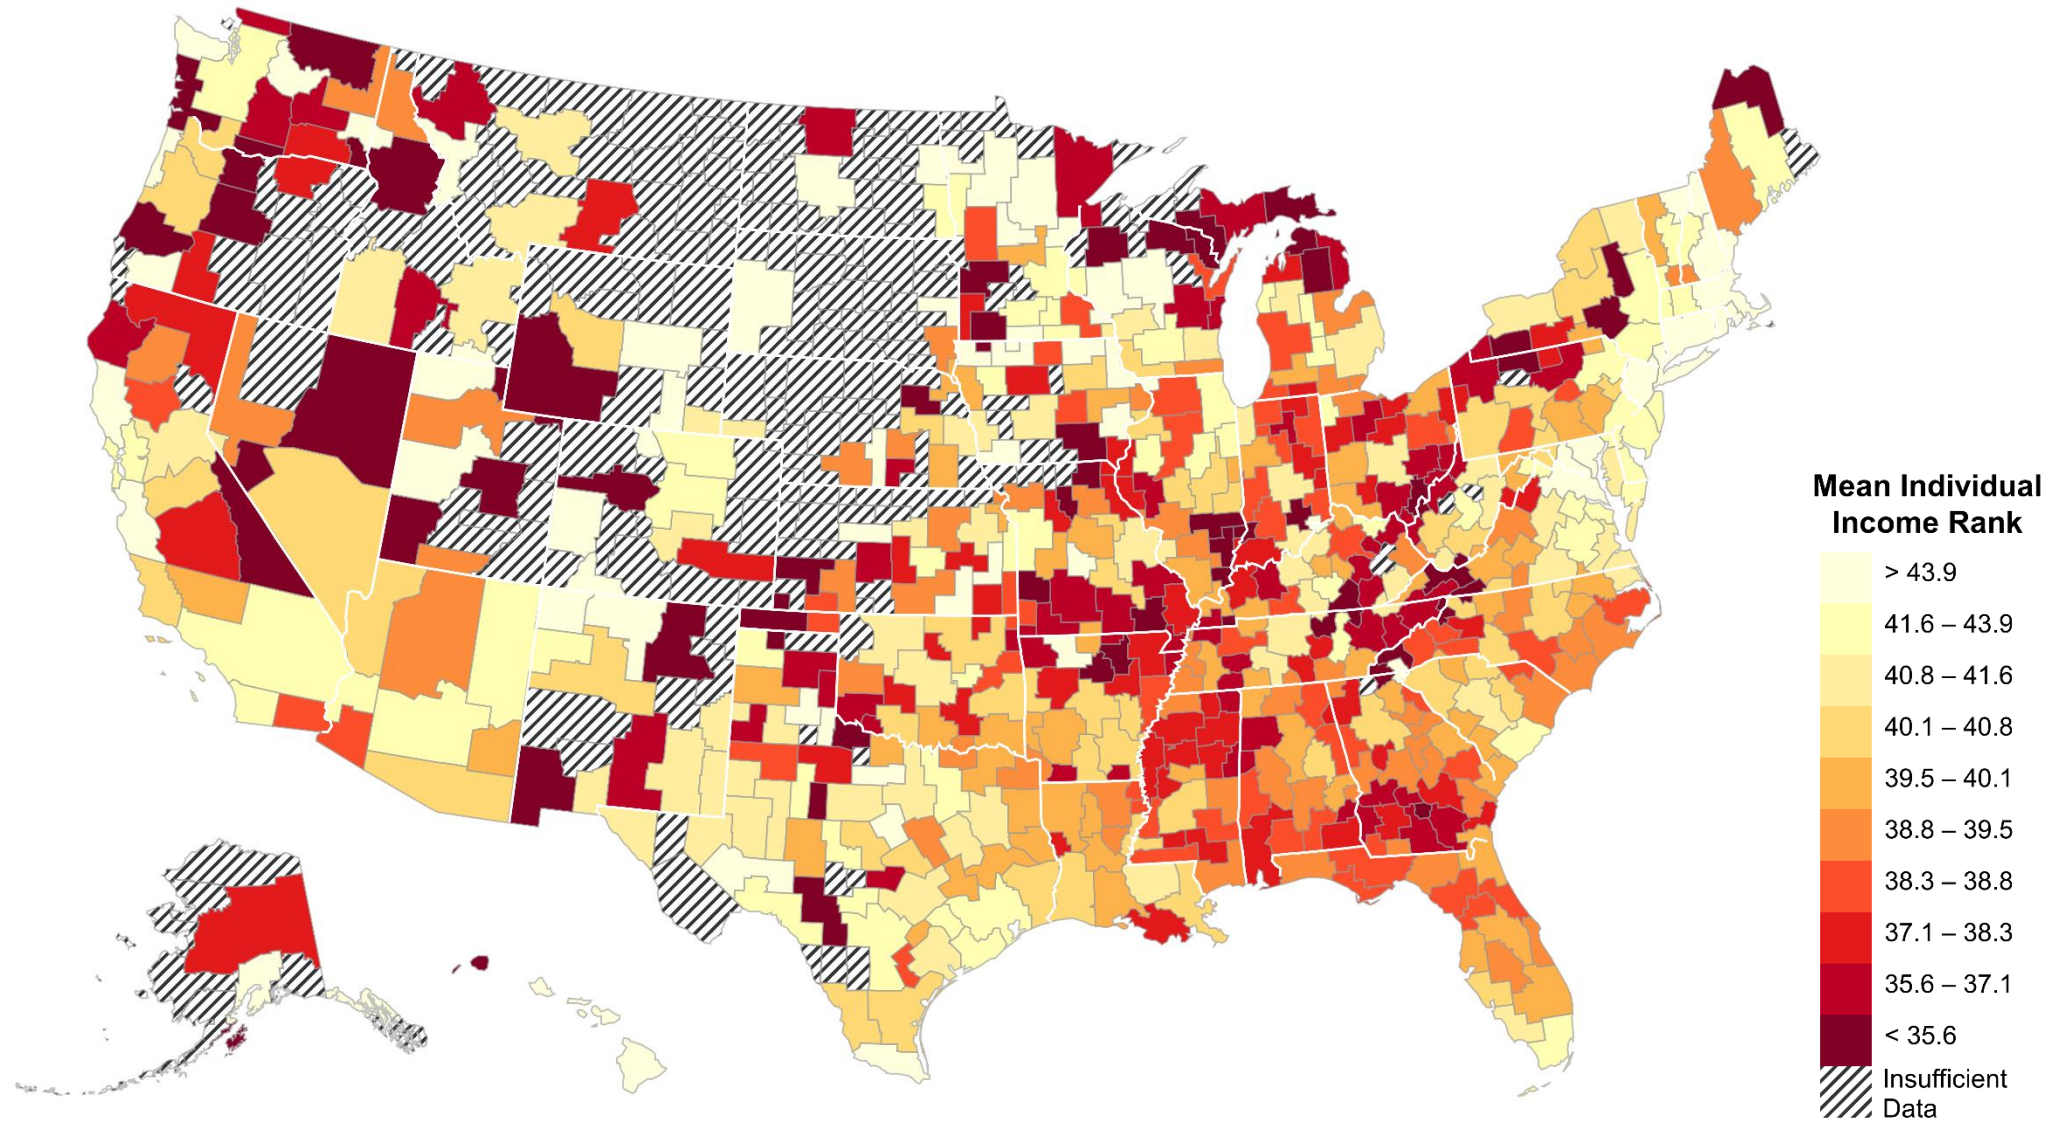 Mean Individual
Income Rank
> 43.9
41.6 – 43.9
40.8 – 41.6
40.1 – 40.8
39.5 – 40.1
38.8 – 39.5
38.3 – 38.8
37.1 – 38.3
35.6 – 37.1
< 35.6
Insufficient
Data